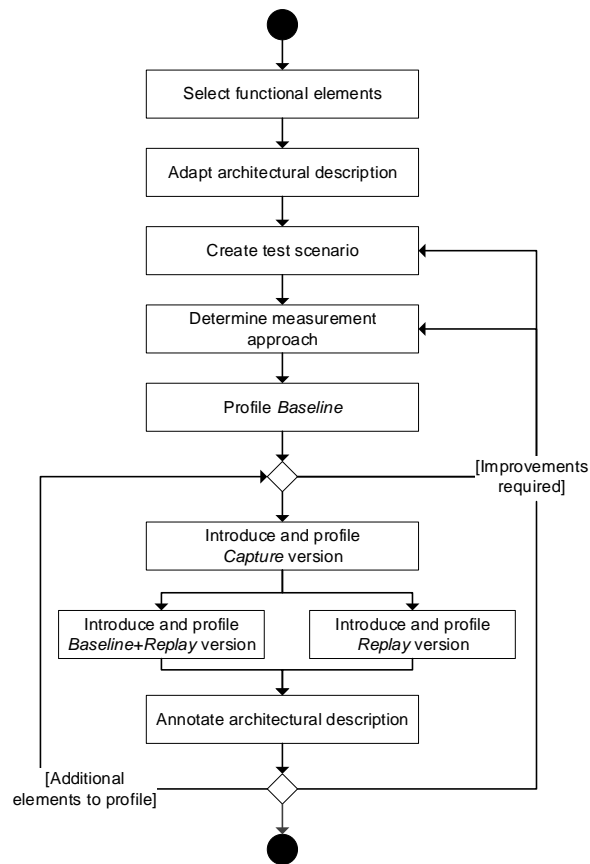 Select functional elements
Adapt architectural description
Create test scenario
Determine measurement
approach
Profile Baseline
[Improvements
required]
Introduce and profile
Capture version
Introduce and profile
Baseline+Replay version
Introduce and profile
Replay version
Annotate architectural description
[Additional
elements to profile]